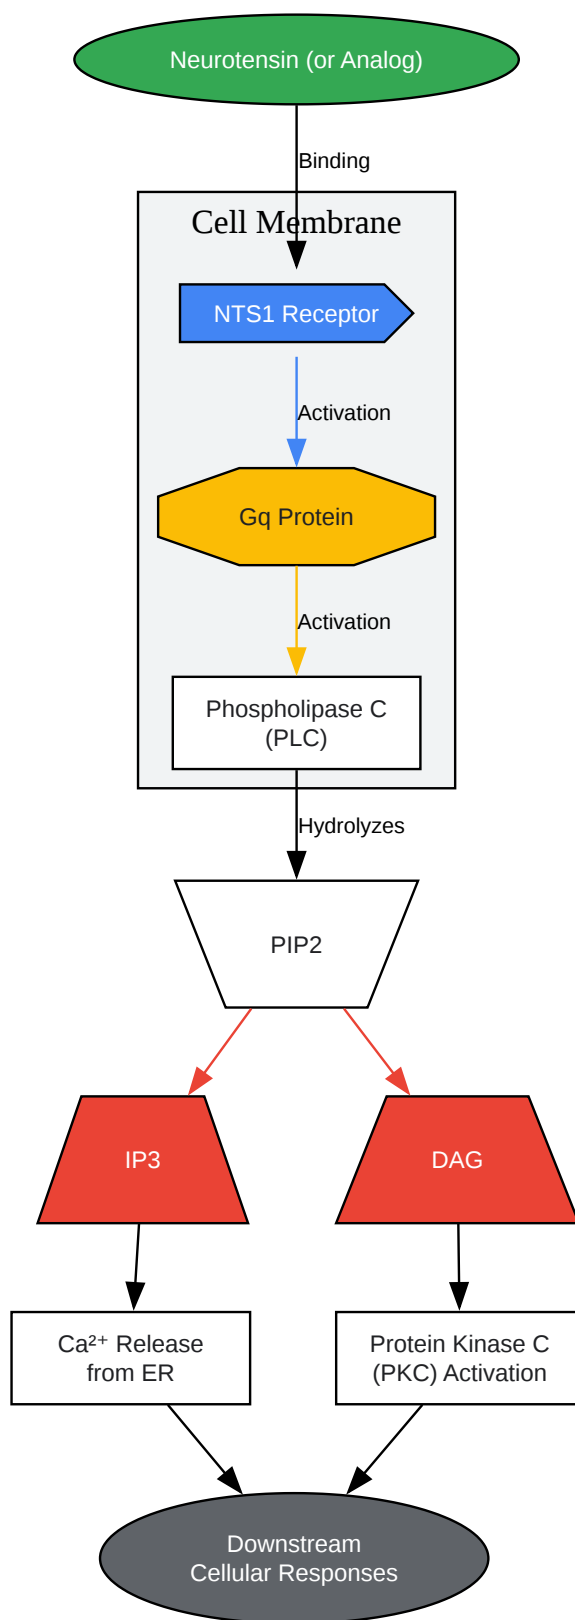 Neurotensin (or Analog)
Binding
Cell Membrane
NTS1 Receptor
Activation
Gq Protein
Activation
Phospholipase C
(PLC)
Hydrolyzes
PIP2
IP3
DAG
Ca²⁺ Release
from ER
Protein Kinase C
(PKC) Activation
Downstream
Cellular Responses